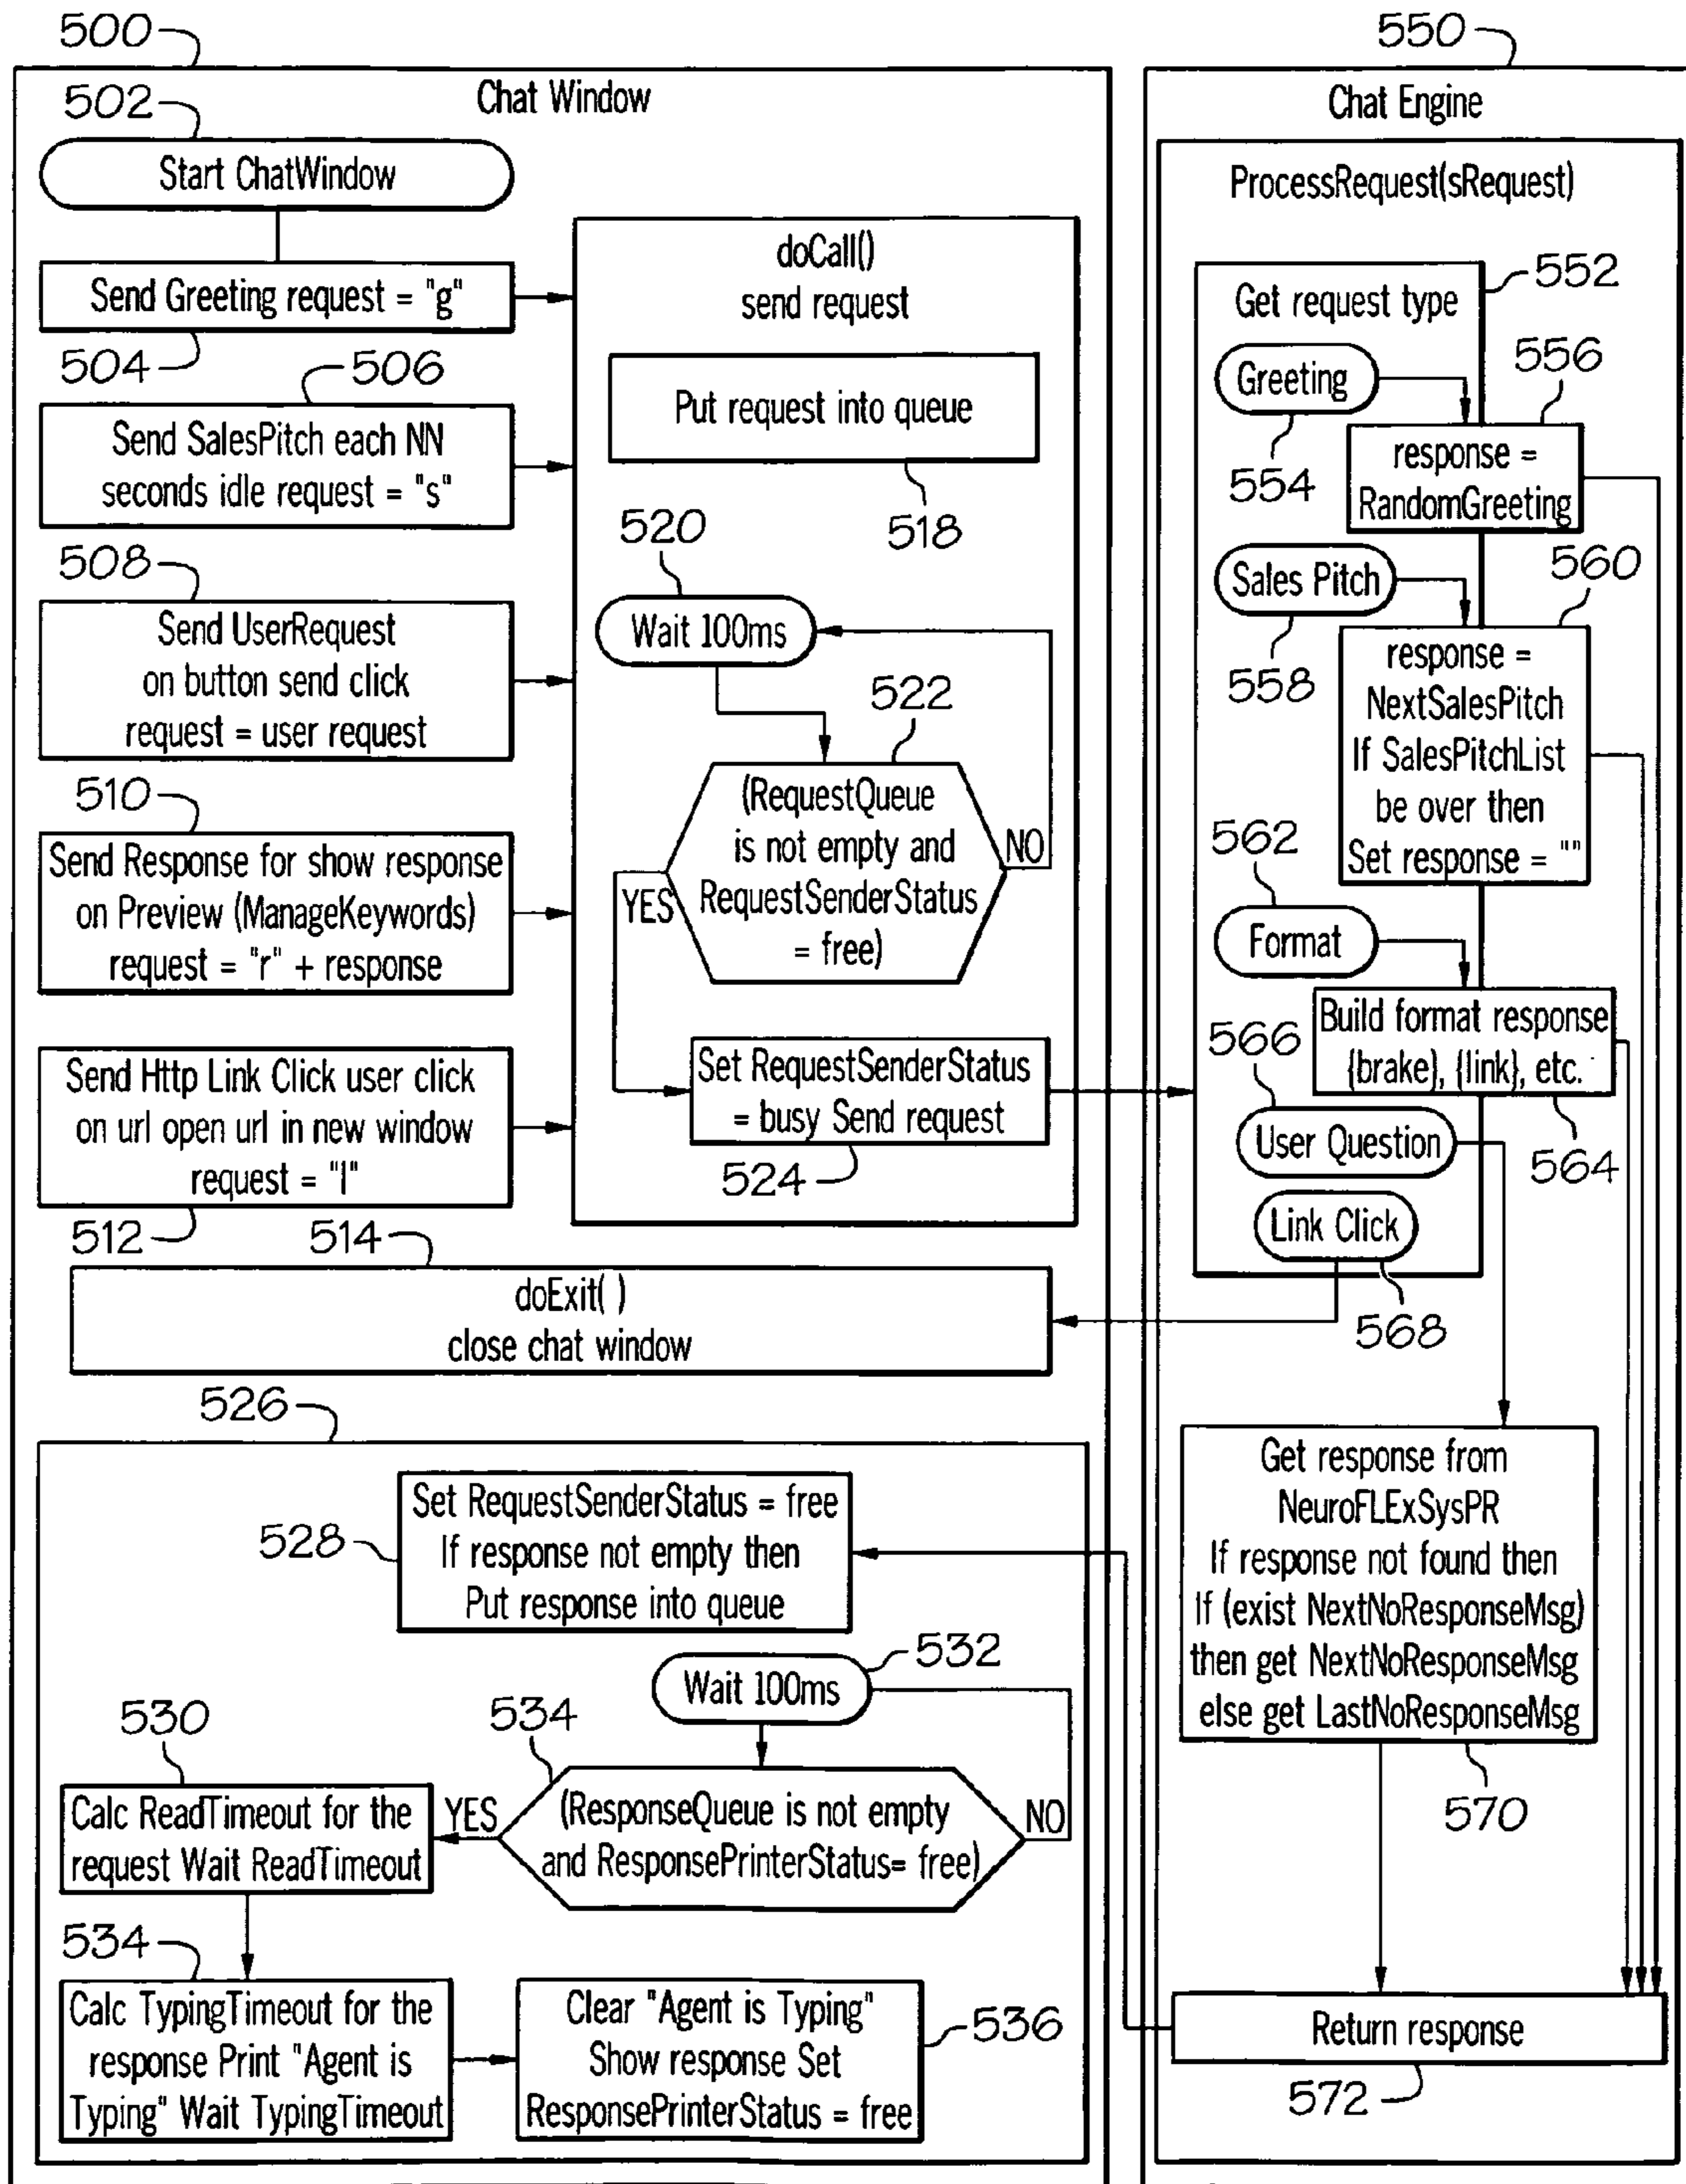 500
Chat Window
502
Start ChatWindow
Send Greeting request = "g"
504
506
Send SalesPitch each NN
seconds idle request = "s"
508
Send UserRequest
on button send click
request = user request
510
Send Response for show response
on Preview (ManageKeywords)
request = "r" + response
Send Http Link Click user click
on url open url in new window
request = "l"
512
doCall()
send request
Put request into queue
518
520
Wait 100ms
522
(RequestQueue
is not empty and
RequestSenderStatus
= free)
NO
YES
Set RequestSenderStatus
= busy Send request
524
514
doExit( )
close chat window
526
Set RequestSenderStatus = free
If response not empty then
Put response into queue
528
532
Wait 100ms
534
(ResponseQueue is not empty
and ResponsePrinterStatus= free)
NO
YES
530
Calc ReadTimeout for the
request Wait ReadTimeout
534
Calc TypingTimeout for the
response Print "Agent is
Typing" Wait TypingTimeout
Clear "Agent is Typing"
Show response Set
ResponsePrinterStatus = free
536
550
Chat Engine
ProcessRequest(sRequest)
552
Get request type
Greeting
554
556
response =
RandomGreeting
Sales Pitch
558
560
response =
NextSalesPitch
If SalesPitchList
be over then
Set response = ""
562
Format
Build format response
{brake}, {link}, etc.
564
566
User Question
Link Click
568
Get response from
NeuroFLExSysPR
If response not found then
If (exist NextNoResponseMsg)
then get NextNoResponseMsg
else get LastNoResponseMsg
570
Return response
572